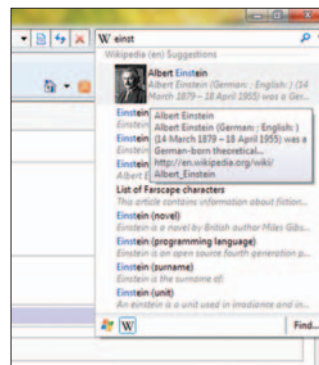 W einst
Wikipedia (en) Suggestions
Albert Einstein
Albert Einstein (German: ; English: ) (14
March 1879 – 18 April 1955) was a Ger...
Einstein
Albert Einstein
Albert Einstein (German: ; English: )
(14 March 1879 – 18 April 1955) was a
German-born theoretical...
http://en.wikipedia.org/wiki/
Albert_Einstein
Einstein
Einstein
Einstein
Albert E
List of Farscape characters
This article contains information about fiction...
Einstein (novel)
Einstein is a novel by British author Miles Gibs...
Einstein (programming language)
Einstein is an open source fourth generation p...
Einstein (surname)
Einstein is the surname of:
Einstein (unit)
An einstein is a unit used in irradiance and in...
W
Find...